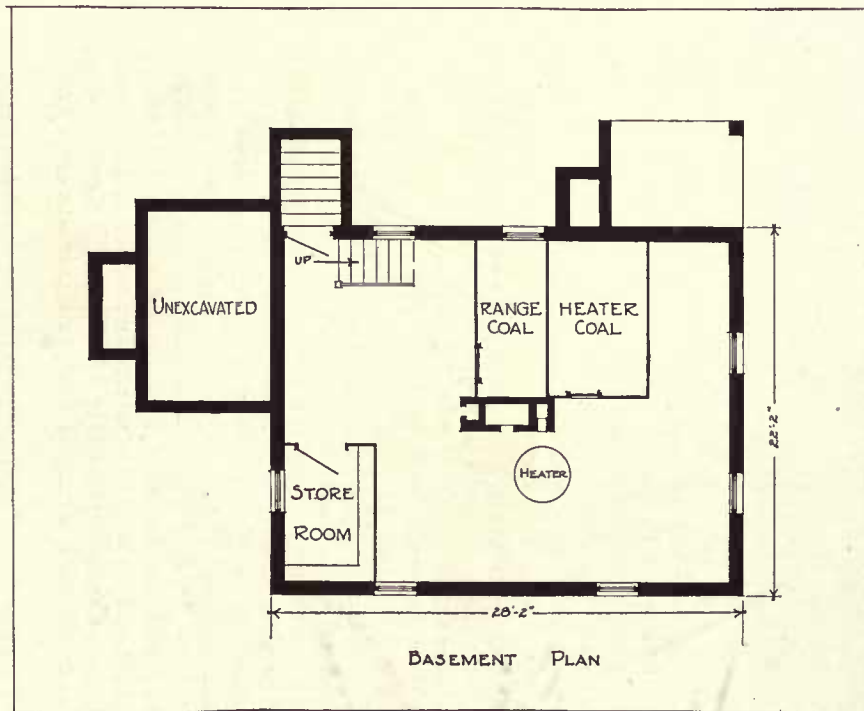 UP
UNEXCAVATED
RANGE
COAL
HEATER
COAL
22'-2"
HEATER
STORE
ROOM
28'-2"
BASEMENT PLAN